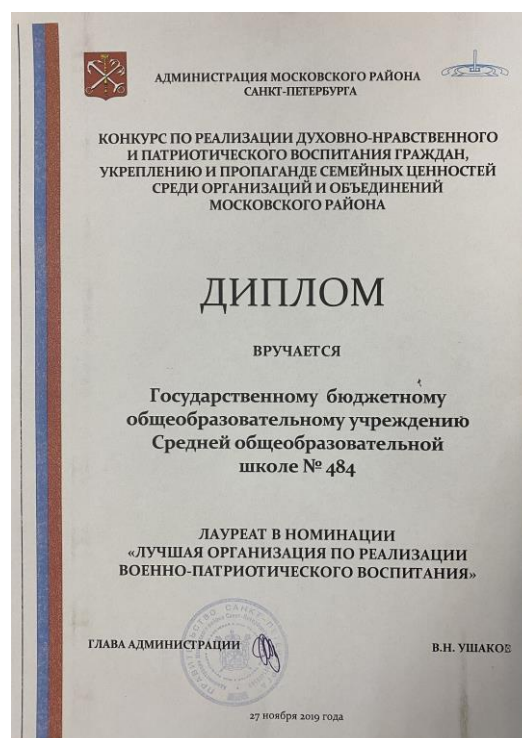 АДМИНИСТРАЦИЯ МОСКОВСКОГО РАЙОНА
САНКТ-ПЕТЕРБУРГА
КОНКУРС ПО РЕАЛИЗАЦИИ ДУХОВНО-НРАВСТВЕННОГО
И ПАТРИОТИЧЕСКОГО ВОСПИТАНИЯ ГРАЖДАН,
УКРЕПЛЕНИЮ И ПРОПАГАНДЕ СЕМЕЙНЫХ ЦЕННОСТЕЙ
СРЕДИ ОРГАНИЗАЦИЙ И ОБЪЕДИНЕНИЙ
МОСКОВСКОГО РАЙОНА
ДИПЛОМ
ВРУЧАЕТСЯ
Государственному бюджетному
общеобразовательному учреждению
Средней общеобразовательной
школе № 484
ЛАУРЕАТ В НОМИНАЦИИ
«ЛУЧШАЯ ОРГАНИЗАЦИЯ ПО РЕАЛИЗАЦИИ
ВОЕННО-ПАТРИОТИЧЕСКОГО ВОСПИТАНИЯ»
ГЛАВА АДМИНИСТРАЦИИ В.Н. УШАКОВ
27 ноября 2019 года